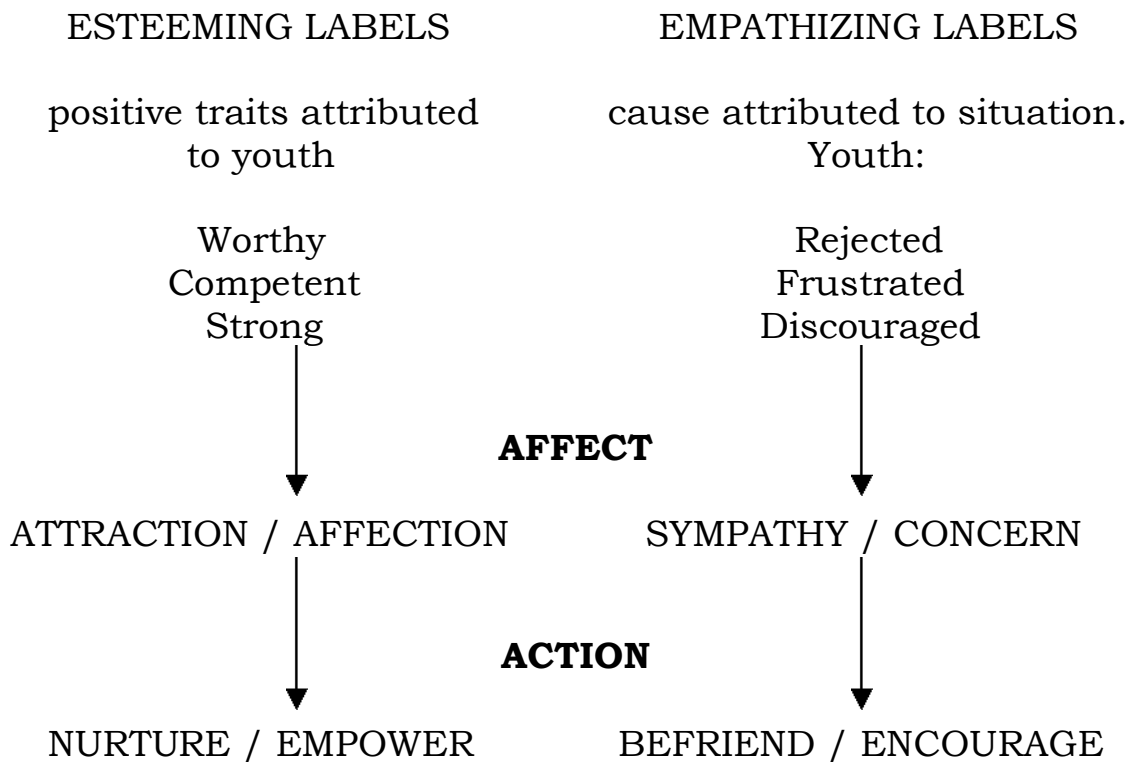 ESTEEMING LABELS
EMPATHIZING LABELS
positive traits attributed
to youth
cause attributed to situation.
Youth:
Worthy
Competent
Strong
Rejected
Frustrated
Discouraged
AFFECT
ATTRACTION / AFFECTION
SYMPATHY / CONCERN
ACTION
NURTURE / EMPOWER
BEFRIEND / ENCOURAGE